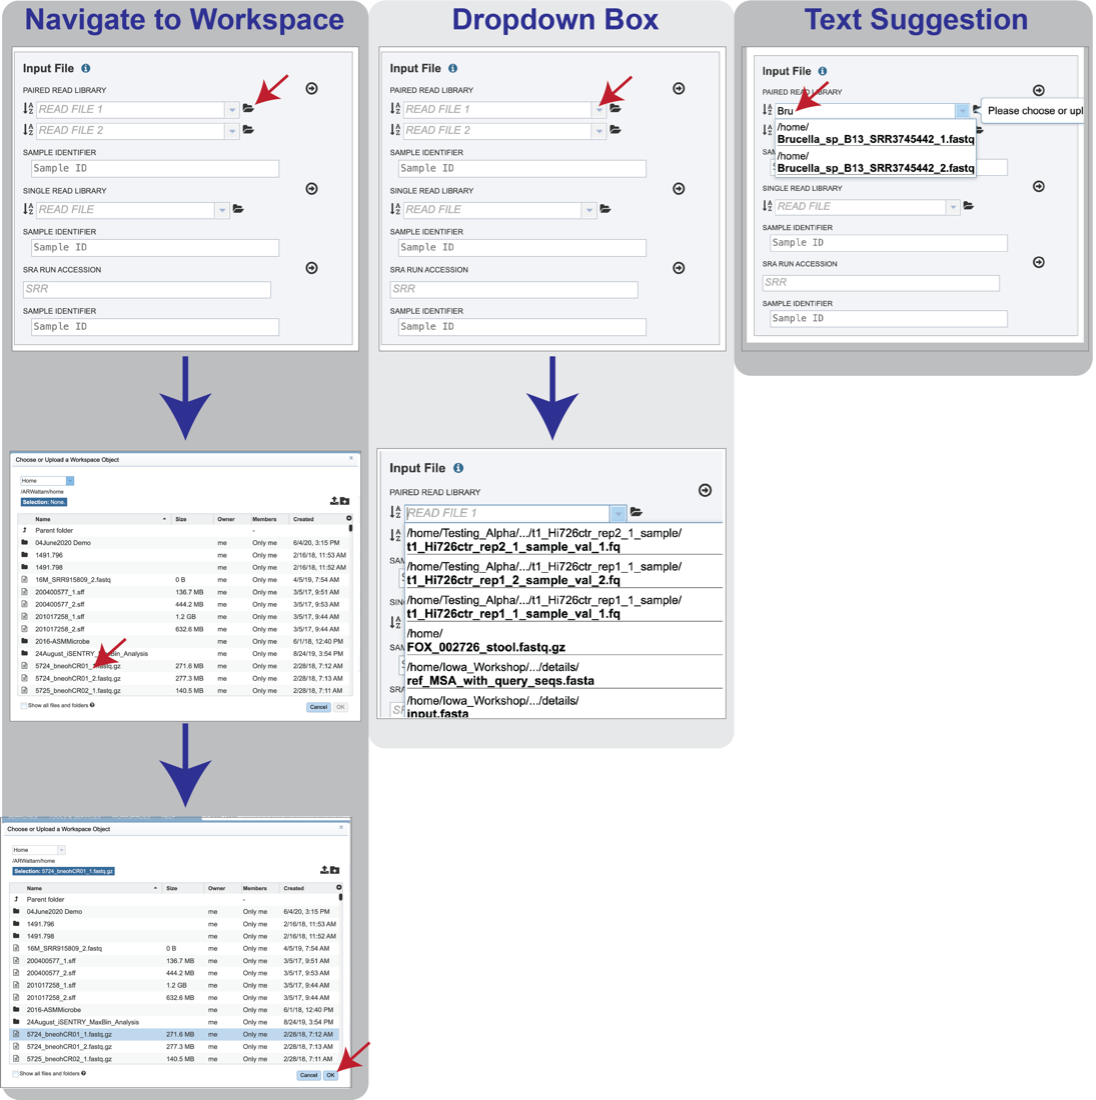 Navigate to Workspace
Input File
PAIRED READ LIBRARY
READ FILE 1
READ FILE 2
SAMPLE IDENTIFIER
Sample ID
SINGLE READ LIBRARY
READ FILE
SAMPLE IDENTIFIER
Sample ID
SRA RUN ACCESSION
SRR
SAMPLE IDENTIFIER
Sample ID
Choose or Upload a Workspace Object
Home
/ARWattam/home
Selection: None.
Name Size Owner Members Created
Parent folder -
04June2020 Demo me Only me 6/4/20, 3:15 PM
1491.796 me Only me 2/16/18, 11:53 AM
1491.798 me Only me 2/16/18, 11:52 AM
16M_SRR915809_2.fastq 0 B me Only me 4/5/19, 7:54 AM
200400577_1.sff 136.7 MB me Only me 3/5/17, 9:51 AM
200400577_2.sff 444.2 MB me Only me 3/5/17, 9:53 AM
201017258_1.sff 1.2 GB me Only me 3/5/17, 9:44 AM
201017258_2.sff 632.6 MB me Only me 3/5/17, 9:44 AM
2016-ASMMicrobe me Only me 6/1/18, 12:40 PM
24August_iSENTRY_MaxBin_Analysis me Only me 8/24/19, 3:54 PM
5724_bneohCR01_1.fastq.gz 271.6 MB me Only me 2/28/18, 7:12 AM
5724_bneohCR01_2.fastq.gz 277.3 MB me Only me 2/28/18, 7:13 AM
5725_bneohCR02_1.fastq.gz 140.5 MB me Only me 2/28/18, 7:11 AM
Show all files and folders
Cancel OK
Choose or Upload a Workspace Object
Home
/ARWattam/home
Selection: 5724_bneohCR01_1.fastq.gz
Name Size Owner Members Created
Parent folder -
04June2020 Demo me Only me 6/4/20, 3:15 PM
1491.796 me Only me 2/16/18, 11:53 AM
1491.798 me Only me 2/16/18, 11:52 AM
16M_SRR915809_2.fastq 0 B me Only me 4/5/19, 7:54 AM
200400577_1.sff 136.7 MB me Only me 3/5/17, 9:51 AM
200400577_2.sff 444.2 MB me Only me 3/5/17, 9:53 AM
201017258_1.sff 1.2 GB me Only me 3/5/17, 9:44 AM
201017258_2.sff 632.6 MB me Only me 3/5/17, 9:44 AM
2016-ASMMicrobe me Only me 6/1/18, 12:40 PM
24August_iSENTRY_MaxBin_Analysis me Only me 8/24/19, 3:54 PM
5724_bneohCR01_1.fastq.gz 271.6 MB me Only me 2/28/18, 7:12 AM
5724_bneohCR01_2.fastq.gz 277.3 MB me Only me 2/28/18, 7:13 AM
5725_bneohCR02_1.fastq.gz 140.5 MB me Only me 2/28/18, 7:11 AM
Show all files and folders
Cancel OK
Dropdown Box
Input File
PAIRED READ LIBRARY
READ FILE 1
READ FILE 2
SAMPLE IDENTIFIER
Sample ID
SINGLE READ LIBRARY
READ FILE
SAMPLE IDENTIFIER
Sample ID
SRA RUN ACCESSION
SRR
SAMPLE IDENTIFIER
Sample ID
Input File
PAIRED READ LIBRARY
READ FILE 1
/home/Testing_Alpha/.../t1_Hi726ctr_rep2_1_sample/
t1_Hi726ctr_rep2_1_sample_val_1.fq
/home/Testing_Alpha/.../t1_Hi726ctr_rep1_1_sample/
t1_Hi726ctr_rep1_2_sample_val_2.fq
/home/Testing_Alpha/.../t1_Hi726ctr_rep1_1_sample/
t1_Hi726ctr_rep1_1_sample_val_1.fq
/home/
FOX_002726_stool.fastq.gz
/home/Iowa_Workshop/.../details/
ref_MSA_with_query_seqs.fasta
/home/Iowa_Workshop/.../details/
input.fasta
Text Suggestion
Input File
PAIRED READ LIBRARY
Bru
Please choose or upl
/home/
Brucella_sp_B13_SRR3745442_1.fastq
/home/
Brucella_sp_B13_SRR3745442_2.fastq
SINGLE READ LIBRARY
READ FILE
SAMPLE IDENTIFIER
Sample ID
SRA RUN ACCESSION
SRR
SAMPLE IDENTIFIER
Sample ID